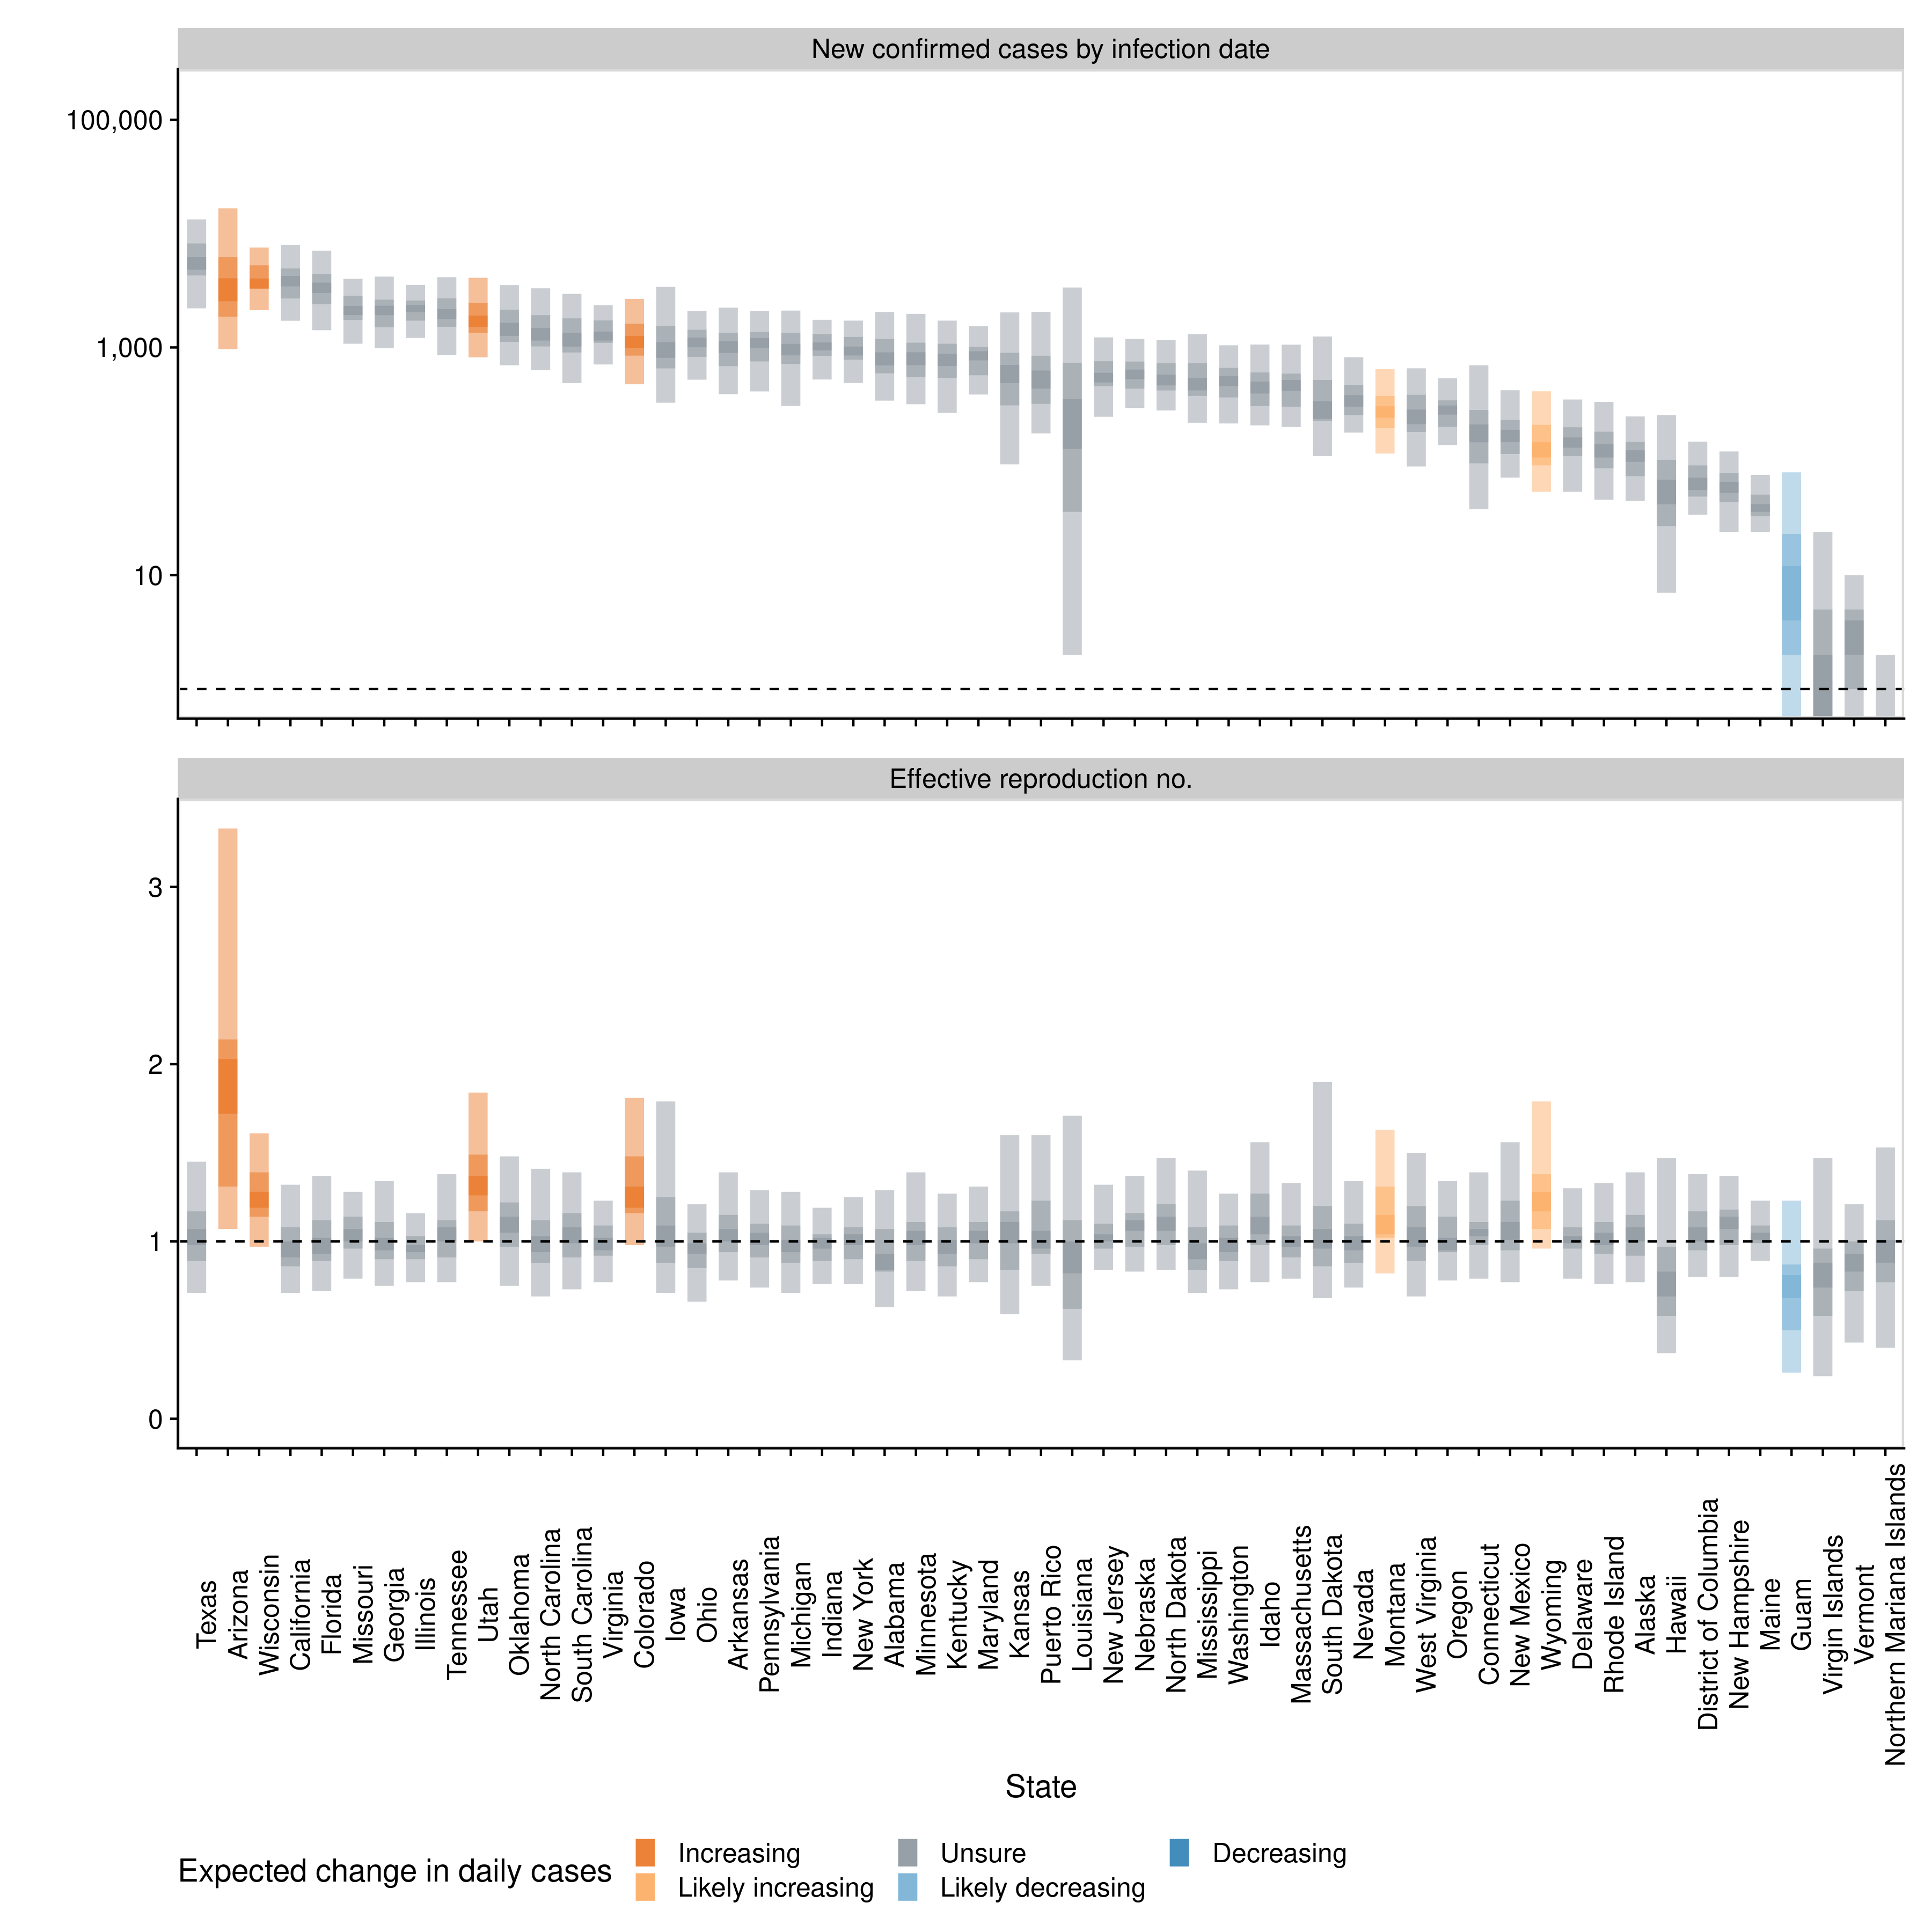 New confirmed cases by infection date
100,000
1,000
10
Effective reproduction no.
3
2
1
0
Texas
Arizona
Wisconsin
California
Florida
Missouri
Georgia
Illinois
Tennessee
Utah
Oklahoma
North Carolina
South Carolina
Virginia
Colorado
Iowa
Ohio
Arkansas
Pennsylvania
Michigan
Indiana
New York
Alabama
Minnesota
Kentucky
Maryland
Kansas
Puerto Rico
Louisiana
New Jersey
Nebraska
North Dakota
Mississippi
Washington
Idaho
Massachusetts
South Dakota
Nevada
Montana
West Virginia
Oregon
Connecticut
New Mexico
Wyoming
Delaware
Rhode Island
Alaska
Hawaii
District of Columbia
New Hampshire
Maine
Guam
Virgin Islands
Vermont
Northern Mariana Islands
State
Expected change in daily cases
Increasing
Unsure
Decreasing
Likely increasing
Likely decreasing